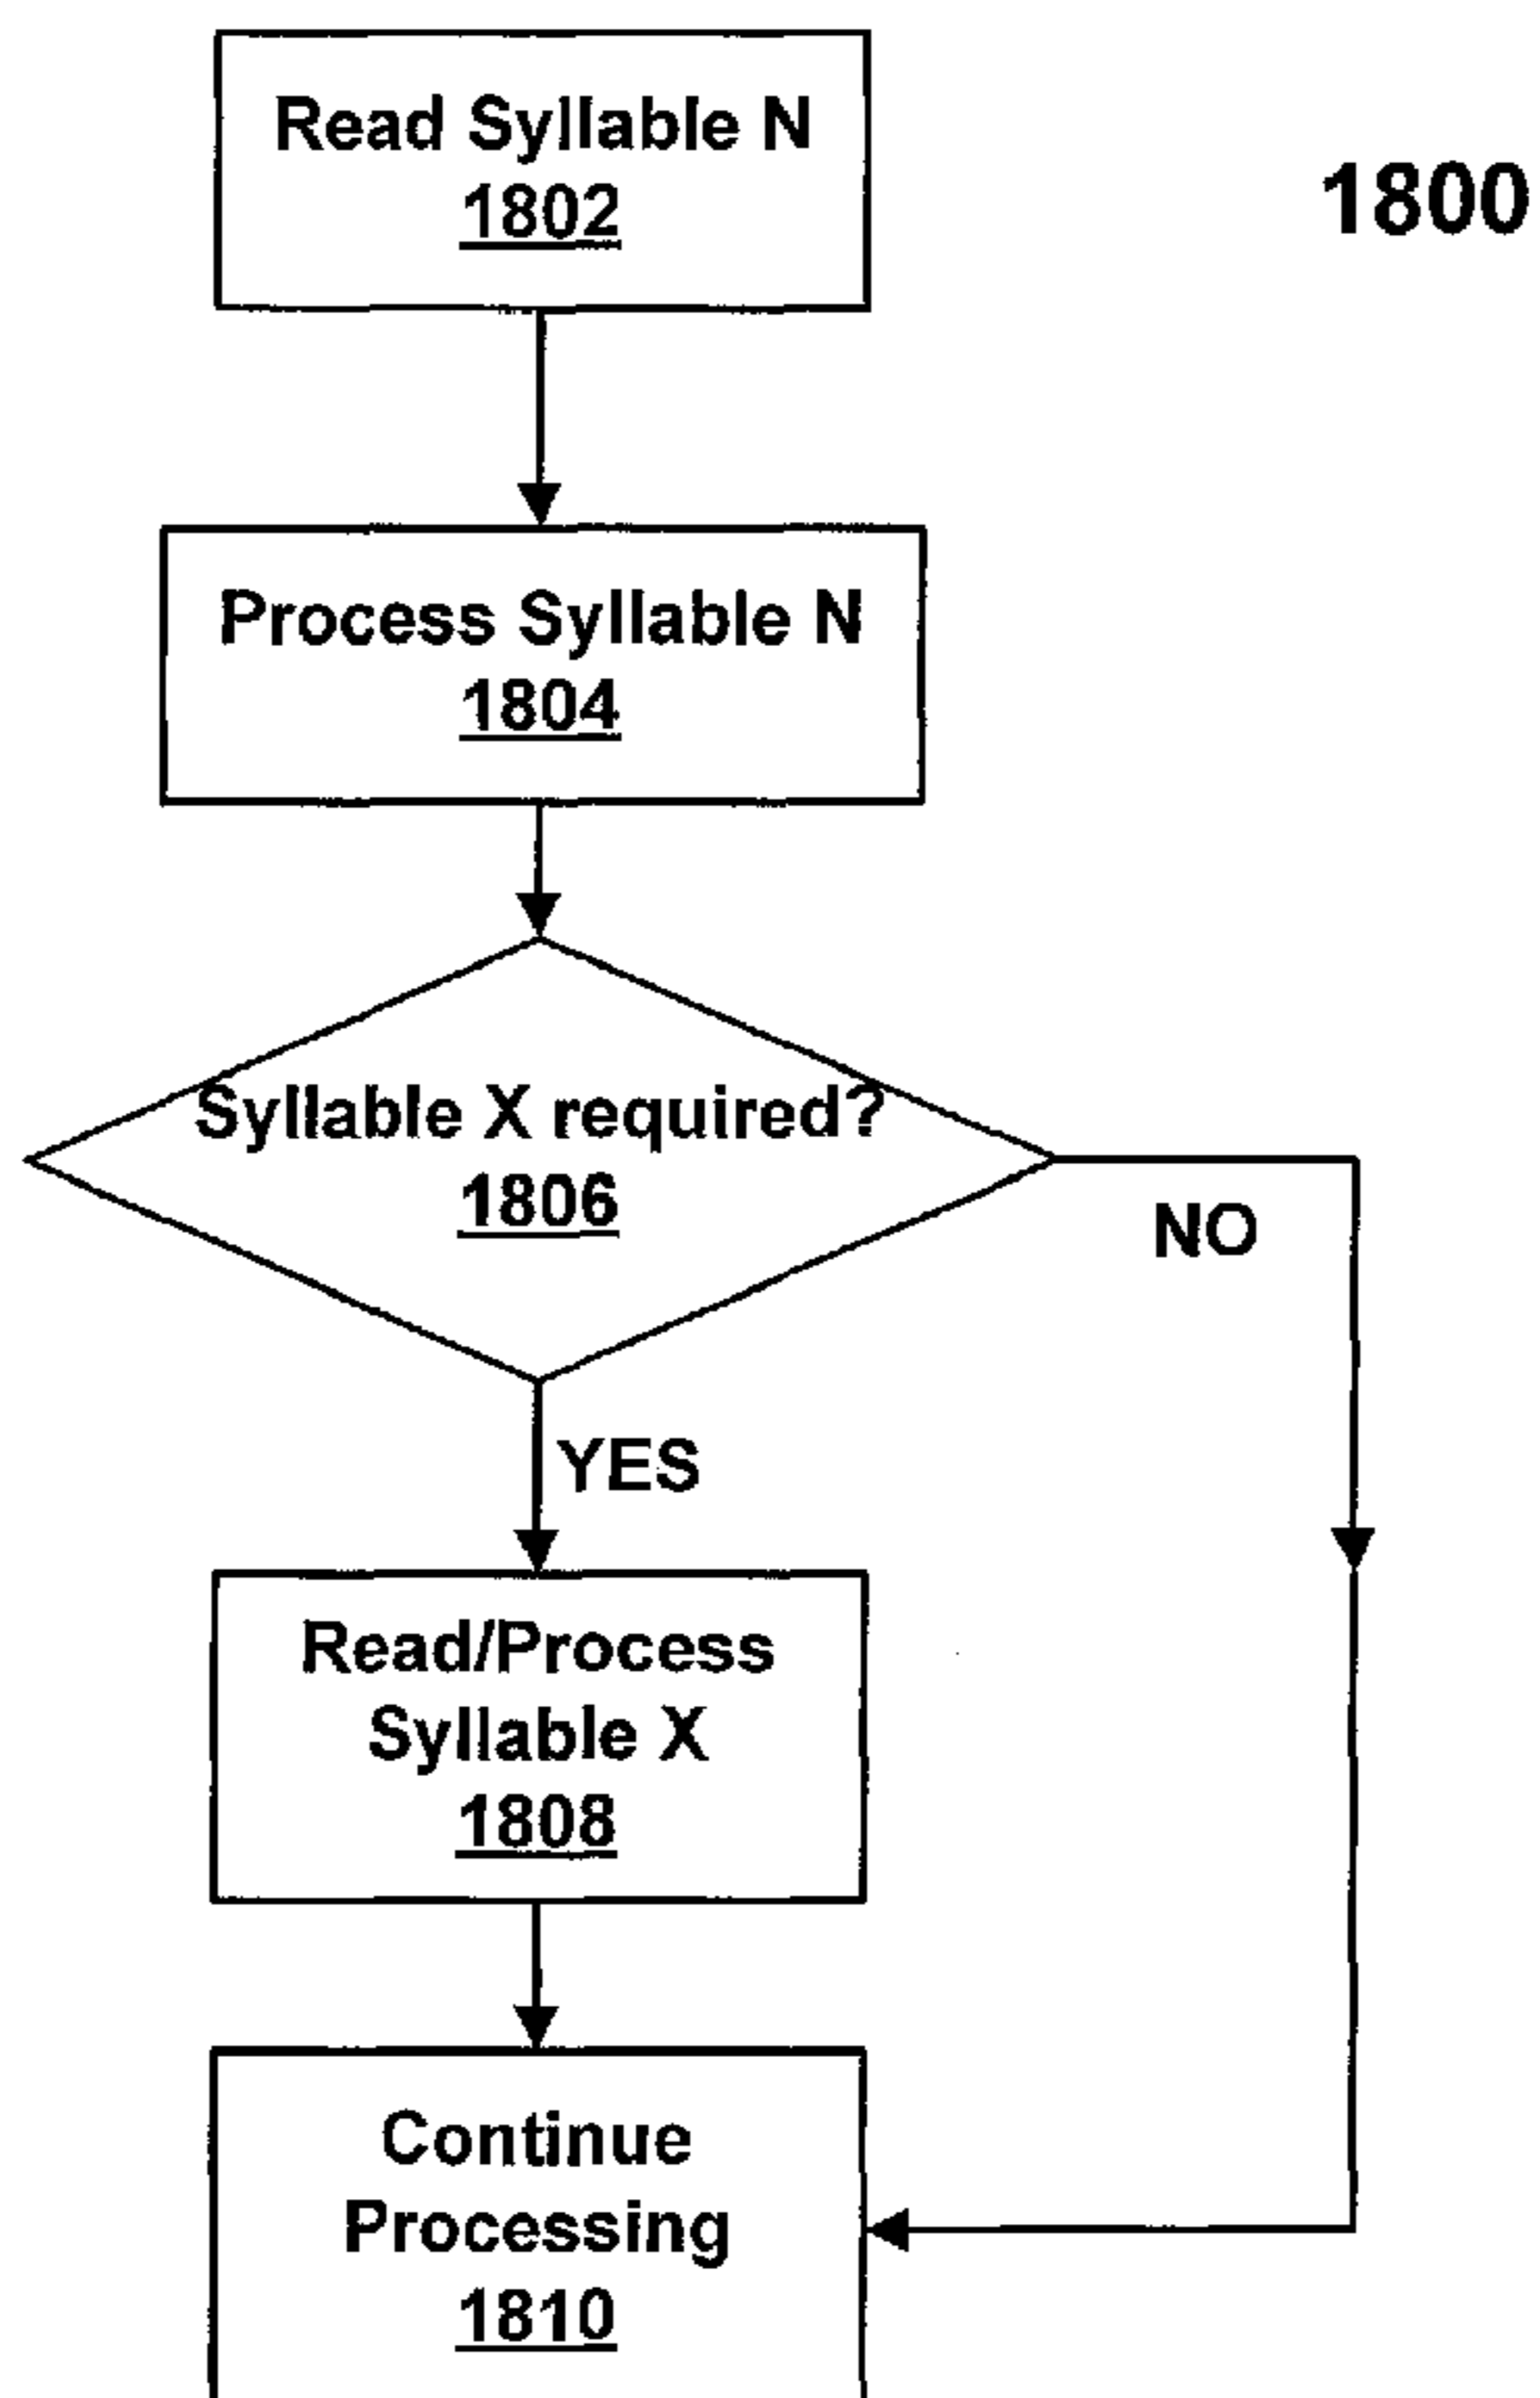 Read Syllable N
1802
1800
Process Syllable N
1804
Syllable X required?
1806
NO
YES
Read/Process
Syllable X
1808
Continue
Processing
1810